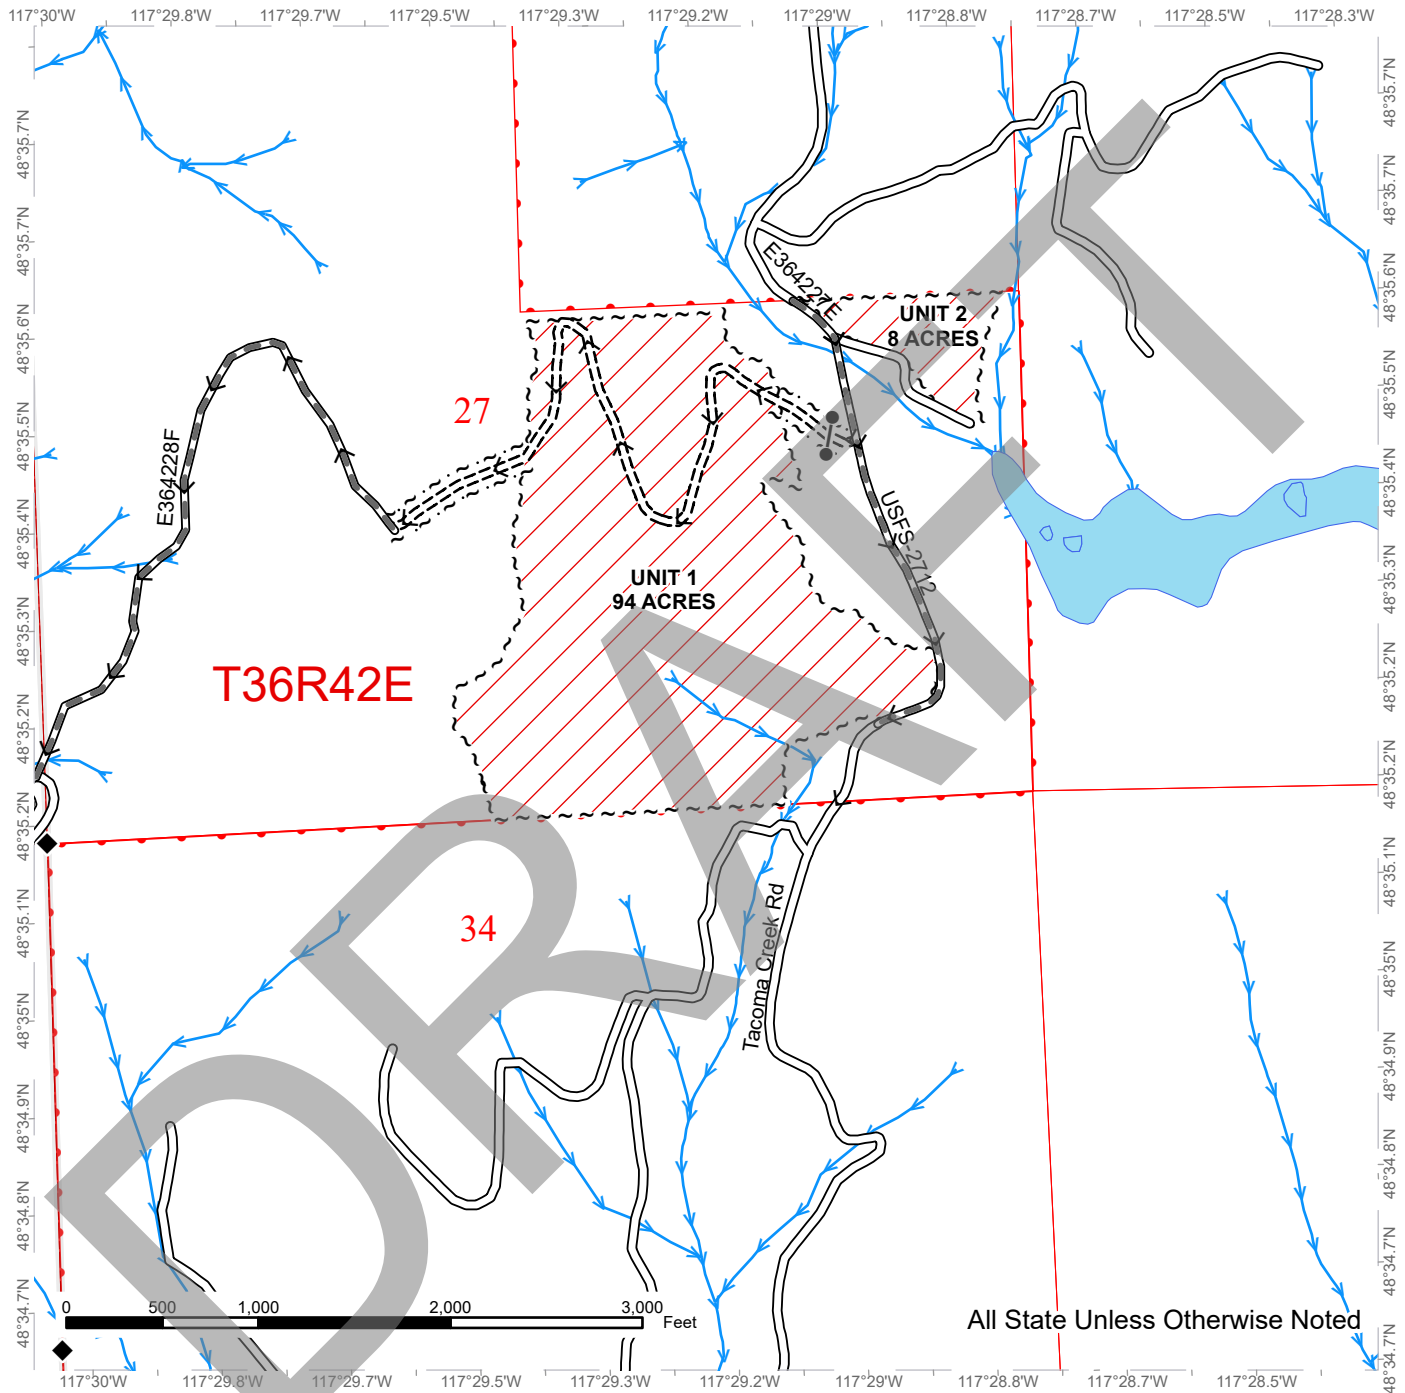 117°30'W 117°29.8'W 117°29.7'W 117°29.5'W 117°29.3'W 117°29.2'W 117°29'W 117°28.8'W 117°28.7'W 117°28.5'W 117°28.3'W
48°35.7'N
48°35.7'N
48°35.6'N
48°35.5'N
48°35.4'N
48°35.3'N
48°35.2'N
48°35.2'N
48°35.1'N
48°35'N
48°34.9'N
48°34.8'N
48°34.7'N
E364227E
UNIT 2
8 ACRES
27
E364228F
USFS-2712
UNIT 1
94 ACRES
T36R42E
34
Tacoma Creek Rd
DRAFT
0 500 1,000 2,000 3,000
Feet
All State Unless Otherwise Noted
48°35.7'N
48°35.7'N
48°35.6'N
48°35.5'N
48°35.4'N
48°35.3'N
48°35.2'N
48°35.2'N
48°35.1'N
48°35'N
48°34.9'N
48°34.8'N
48°34.7'N
48°34.7'N
117°30'W 117°29.8'W 117°29.7'W 117°29.5'W 117°29.3'W 117°29.2'W 117°29'W 117°28.8'W 117°28.7'W 117°28.5'W